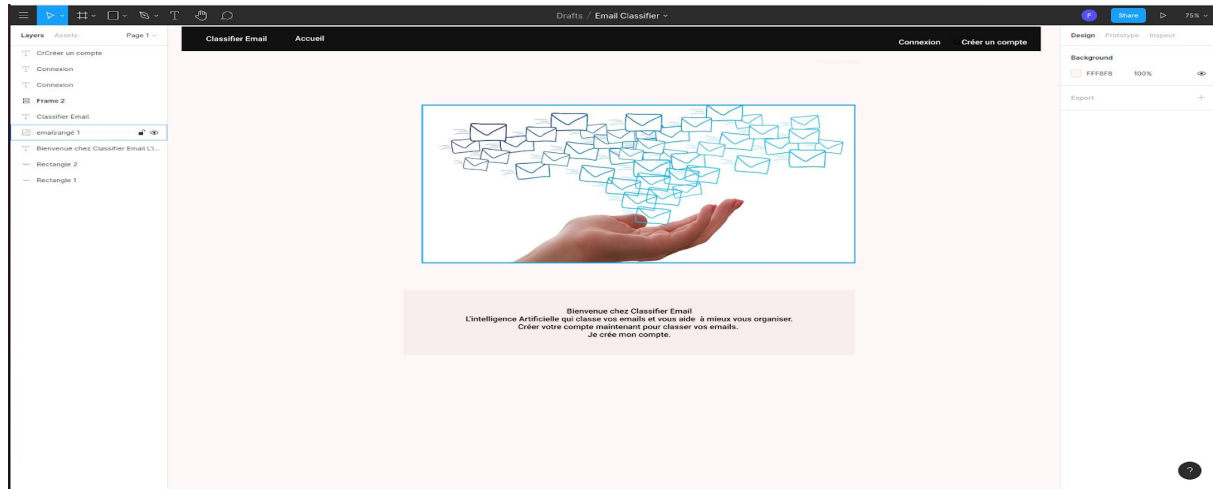 Drafts / Email Classifier
F
Share
75%
Layers Assets Page 1
CrCréer un compte
Connexion
Connexion
Frame 2
Classifier Email
emailrangé 1
Bienvenue chez Classifier Email L'i...
Rectangle 2
Rectangle 1
Classifier Email Accueil Connexion Créer un compte
Bienvenue chez Classifier Email
L'intelligence Artificielle qui classe vos emails et vous aide à mieux vous organiser.
Créer votre compte maintenant pour classer vos emails.
Je crée mon compte.
Design Prototype Inspect
Background
FFF8F8 100%
Export
?